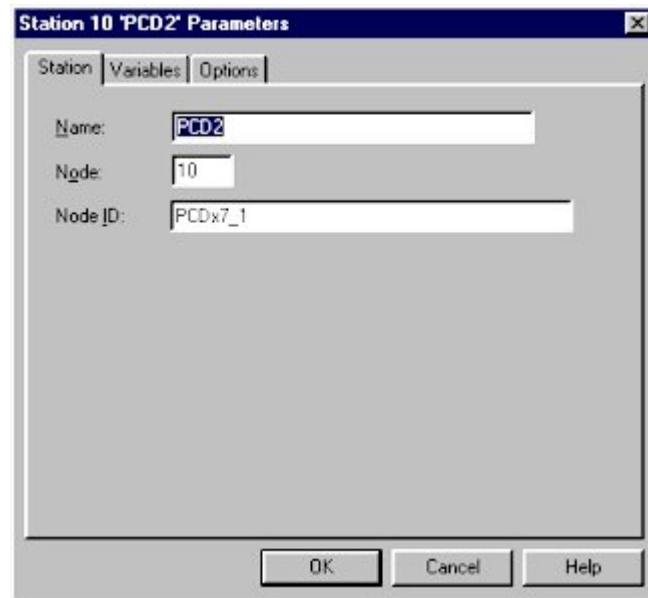 Station 10 'PCD2' Parameters
Station Variables Options
Name: PCD2
Node: 10
Node ID: PCDx7_1
OK Cancel Help